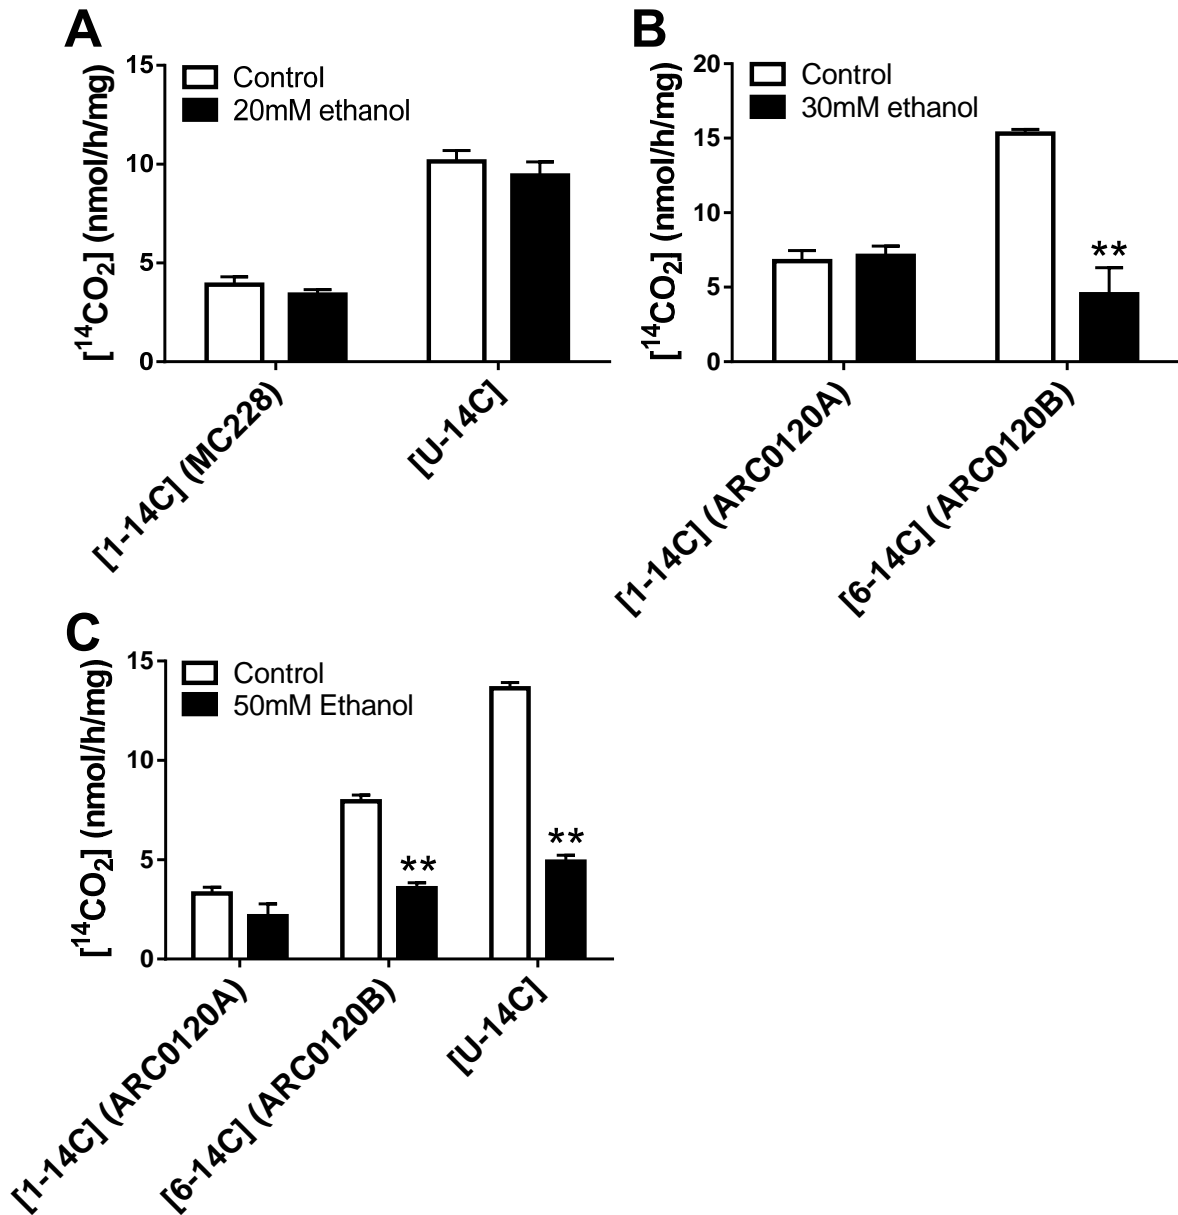 A
[14CO2] (nmol/h/mg)
15
10
5
0
Control
20mM ethanol
[1-14C] (MC228)
[U-14C]
B
[14CO2] (nmol/h/mg)
20
15
10
5
0
Control
30mM ethanol
**
[1-14C] (ARC0120A)
[6-14C] (ARC0120B)
C
[14CO2] (nmol/h/mg)
15
10
5
0
Control
50mM Ethanol
**
**
[1-14C] (ARC0120A)
[6-14C] (ARC0120B)
[U-14C]